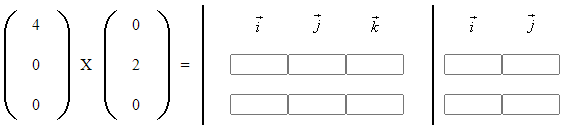 4 0 i⃗ j⃗ k⃗ i⃗ j⃗
0 X 2 =
0 0